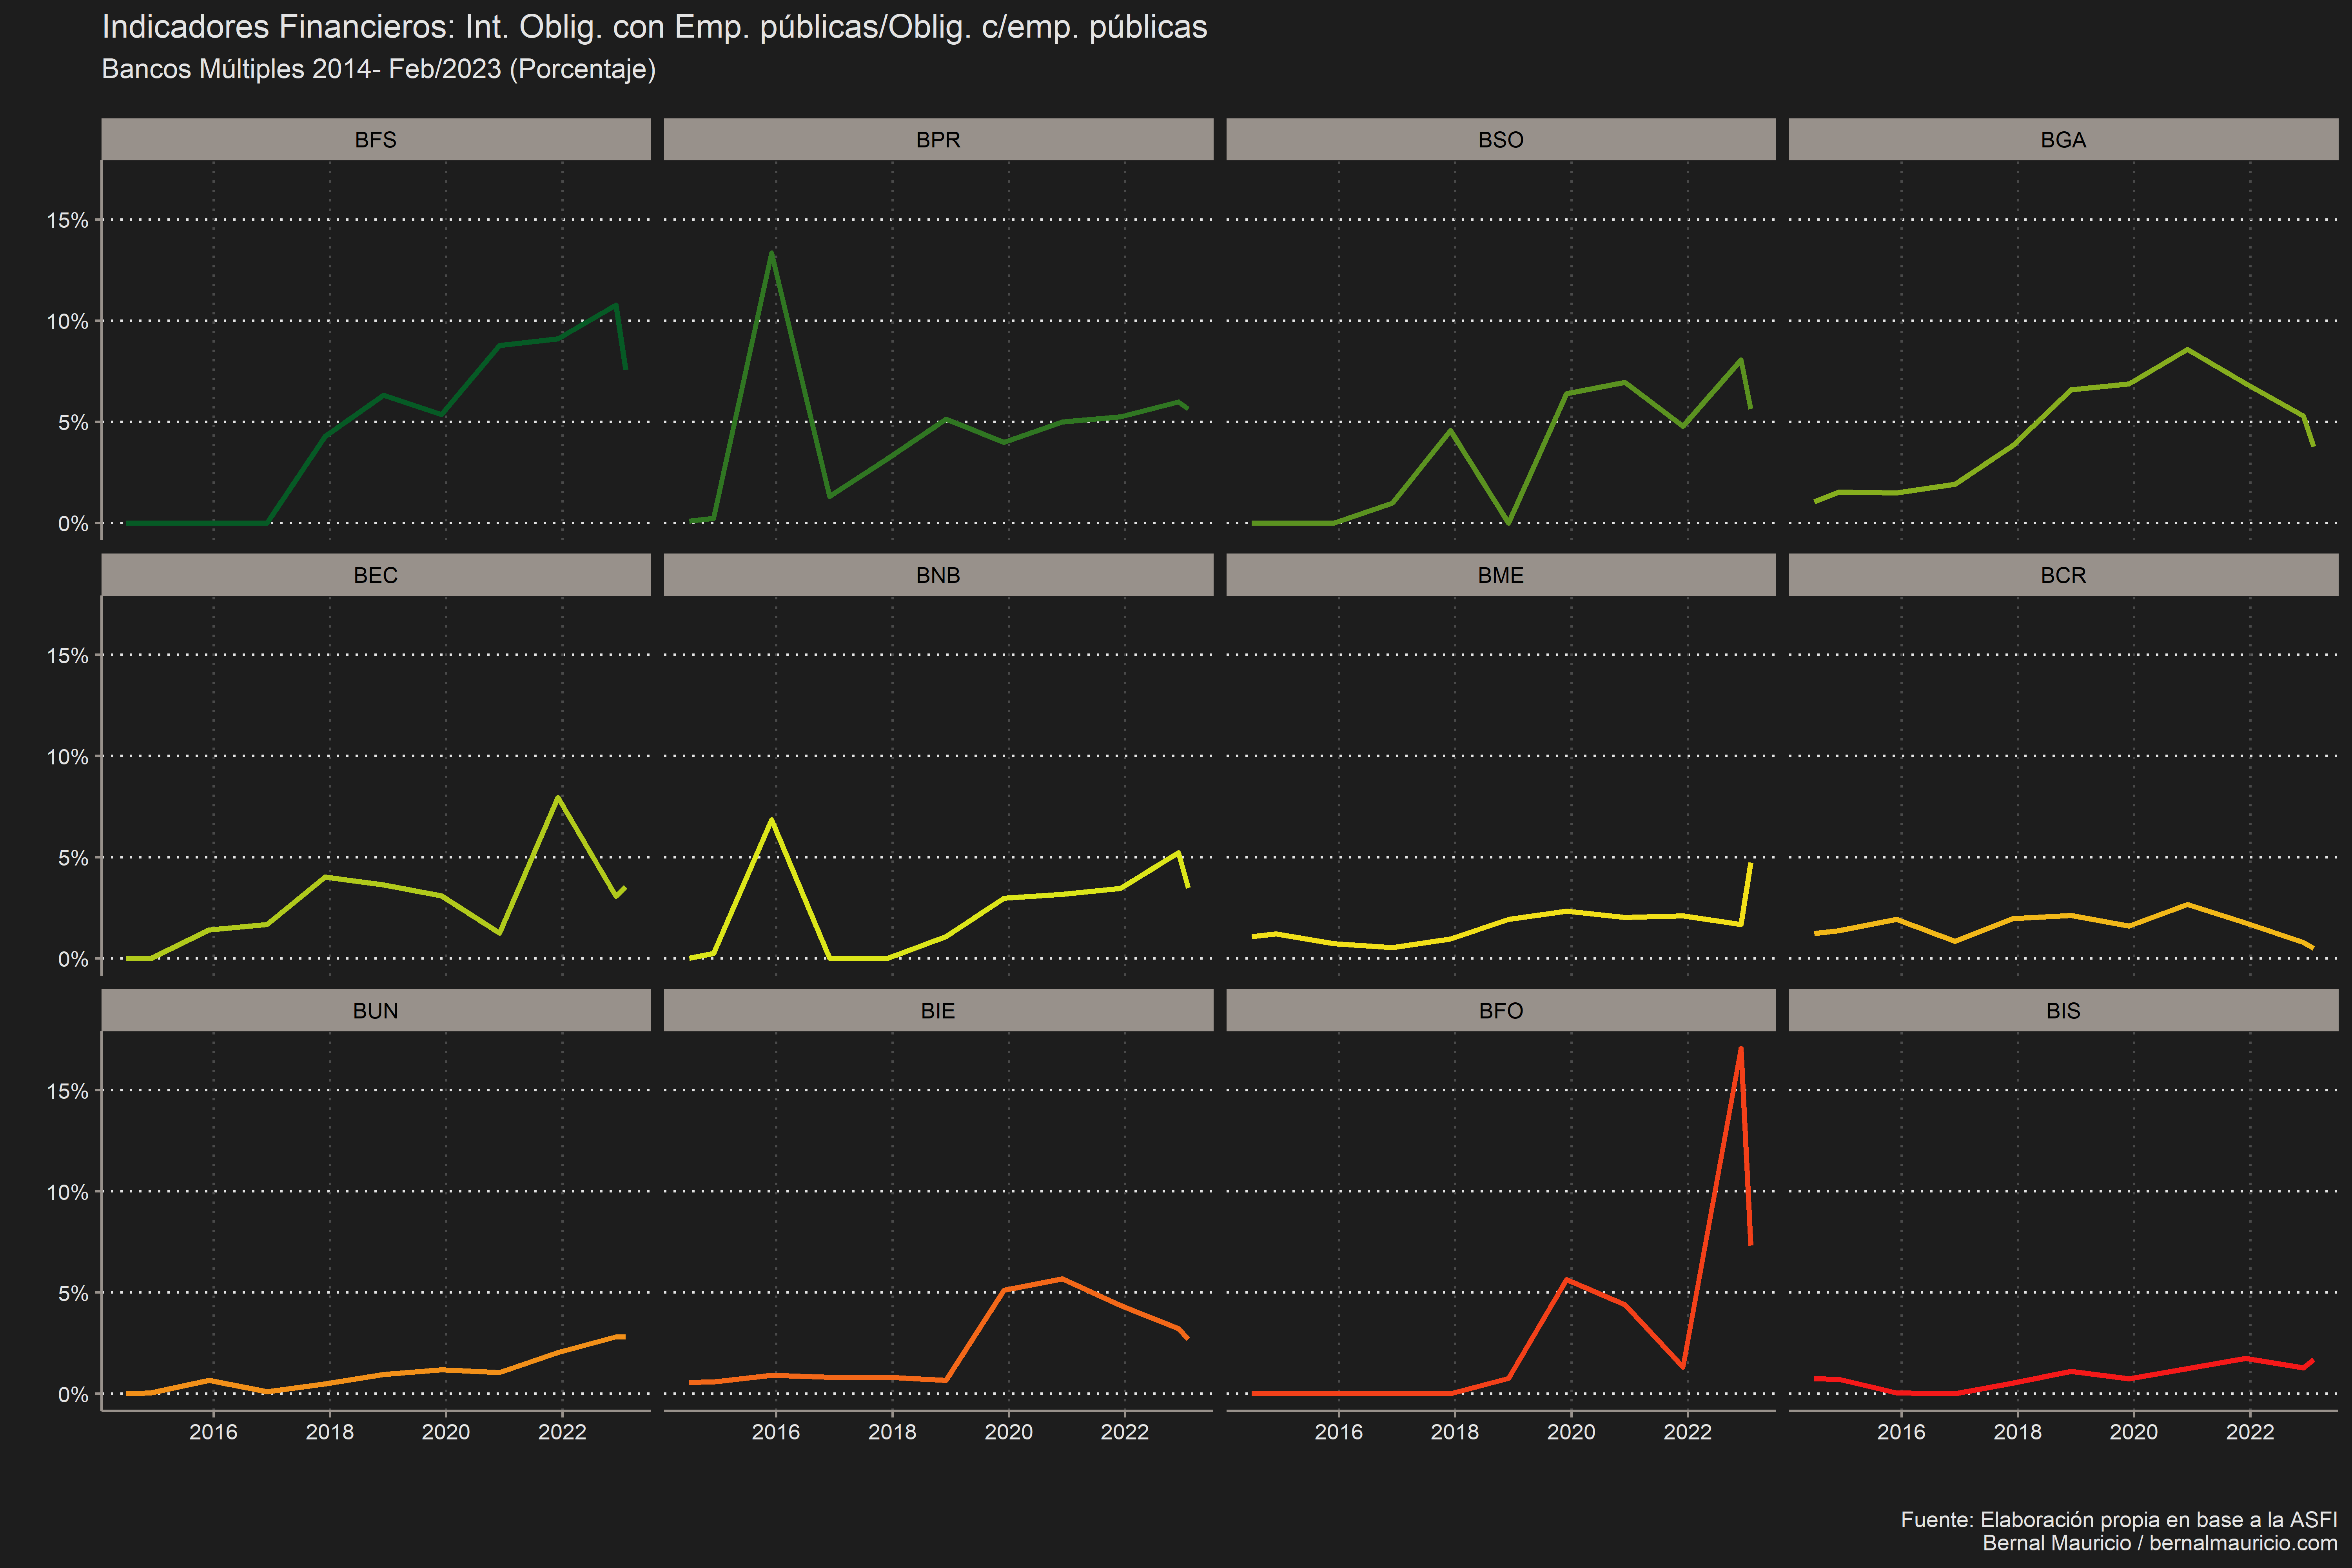 Indicadores Financieros: Int. Oblig. con Emp. públicas/Oblig. c/emp. públicas
Bancos Múltiples 2014- Feb/2023 (Porcentaje)
BFS BPR BSO BGA
15%
10%
5%
0%
BEC BNB BME BCR
15%
10%
5%
0%
BUN BIE BFO BIS
15%
10%
5%
0%
2016 2018 2020 2022 2016 2018 2020 2022 2016 2018 2020 2022 2016 2018 2020 2022
Fuente: Elaboración propia en base a la ASFI
Bernal Mauricio / bernalmauricio.com